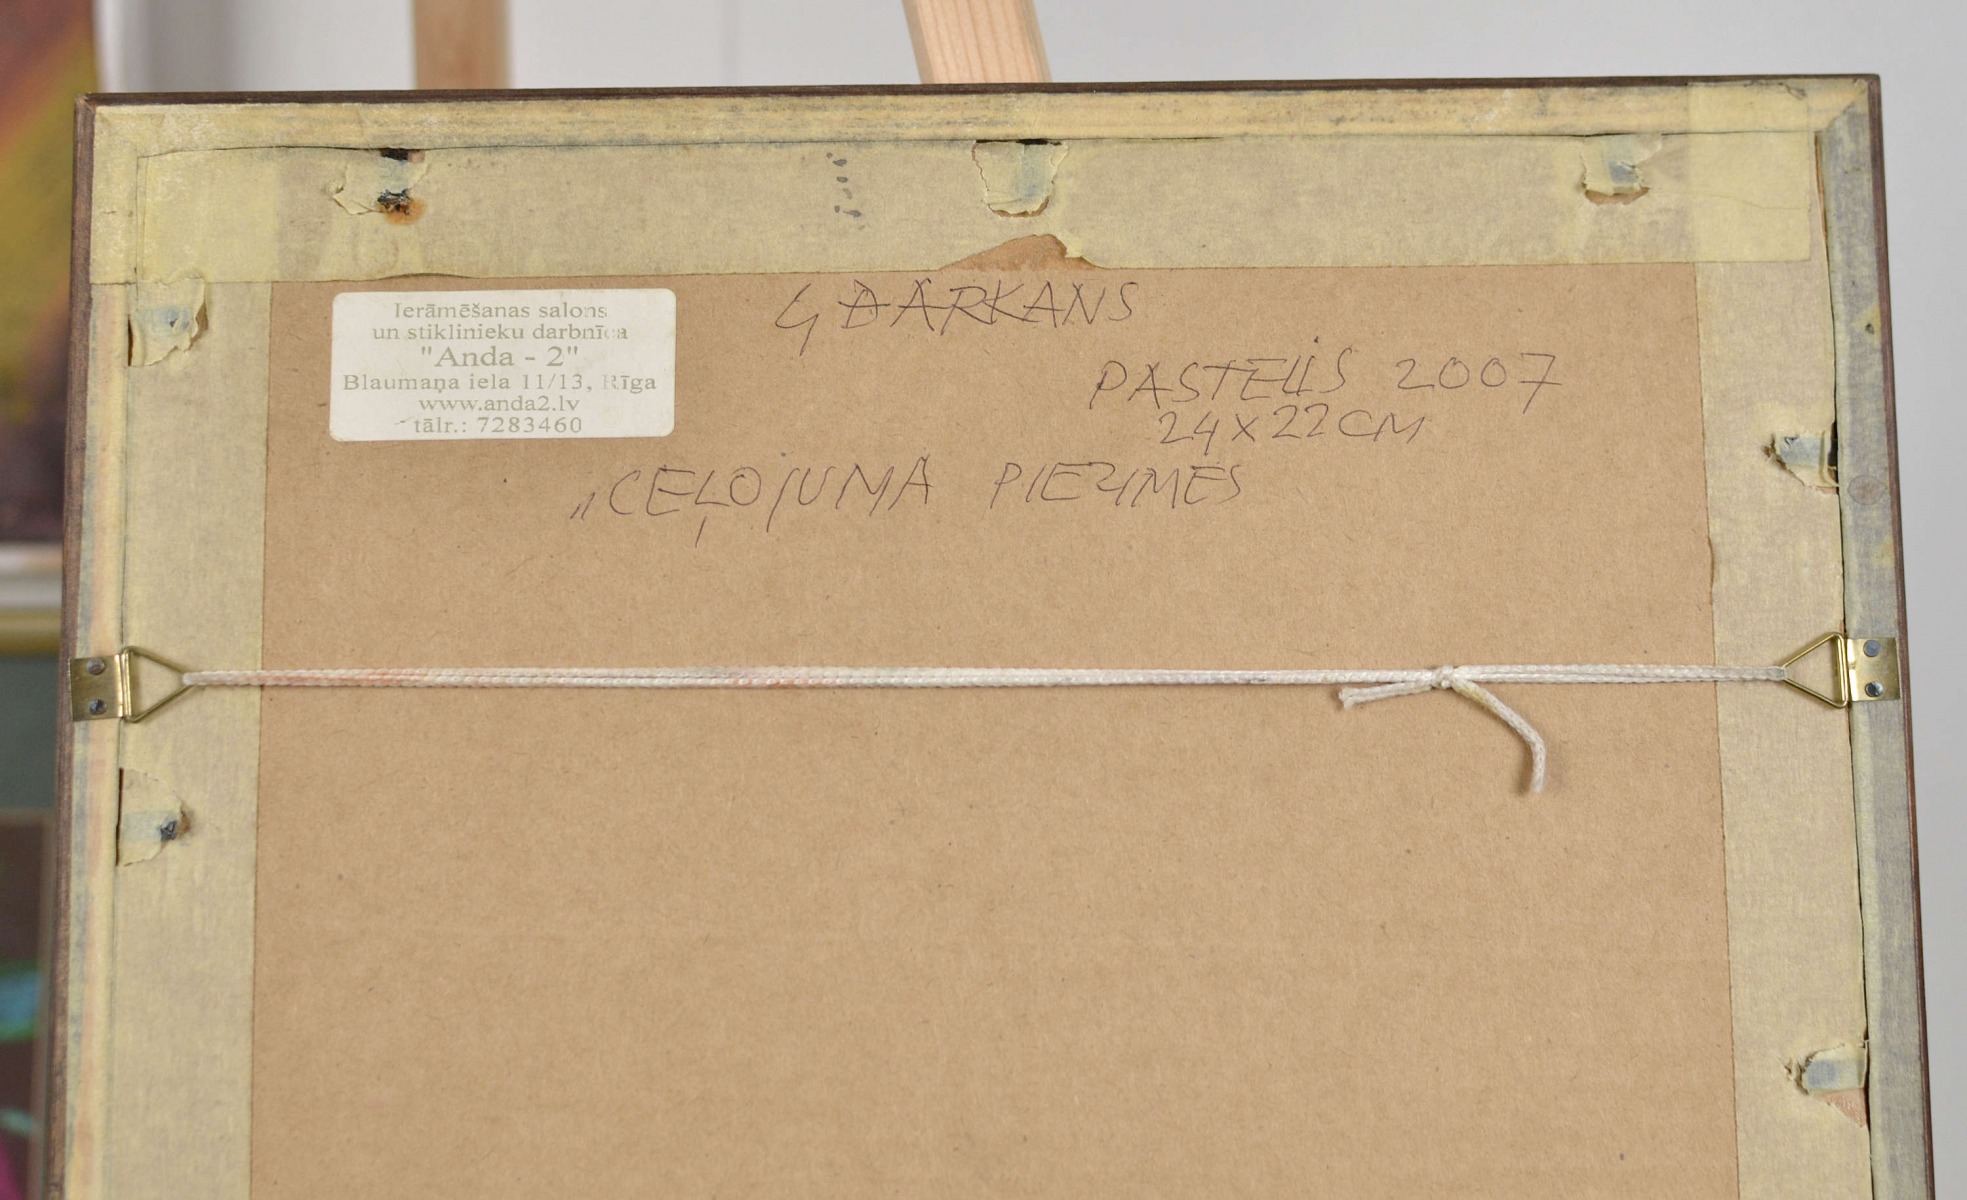 Ierāmēšanas salons
un stiklinieku darbnīca
"Anda - 2"
Blaumaņa iela 11/13, Rīga
www.anda2.lv
tālr.: 7283460
G DARKANS
PASTELIS 2007
24x22CM
„CEĻOJUMA PIEZĪMES